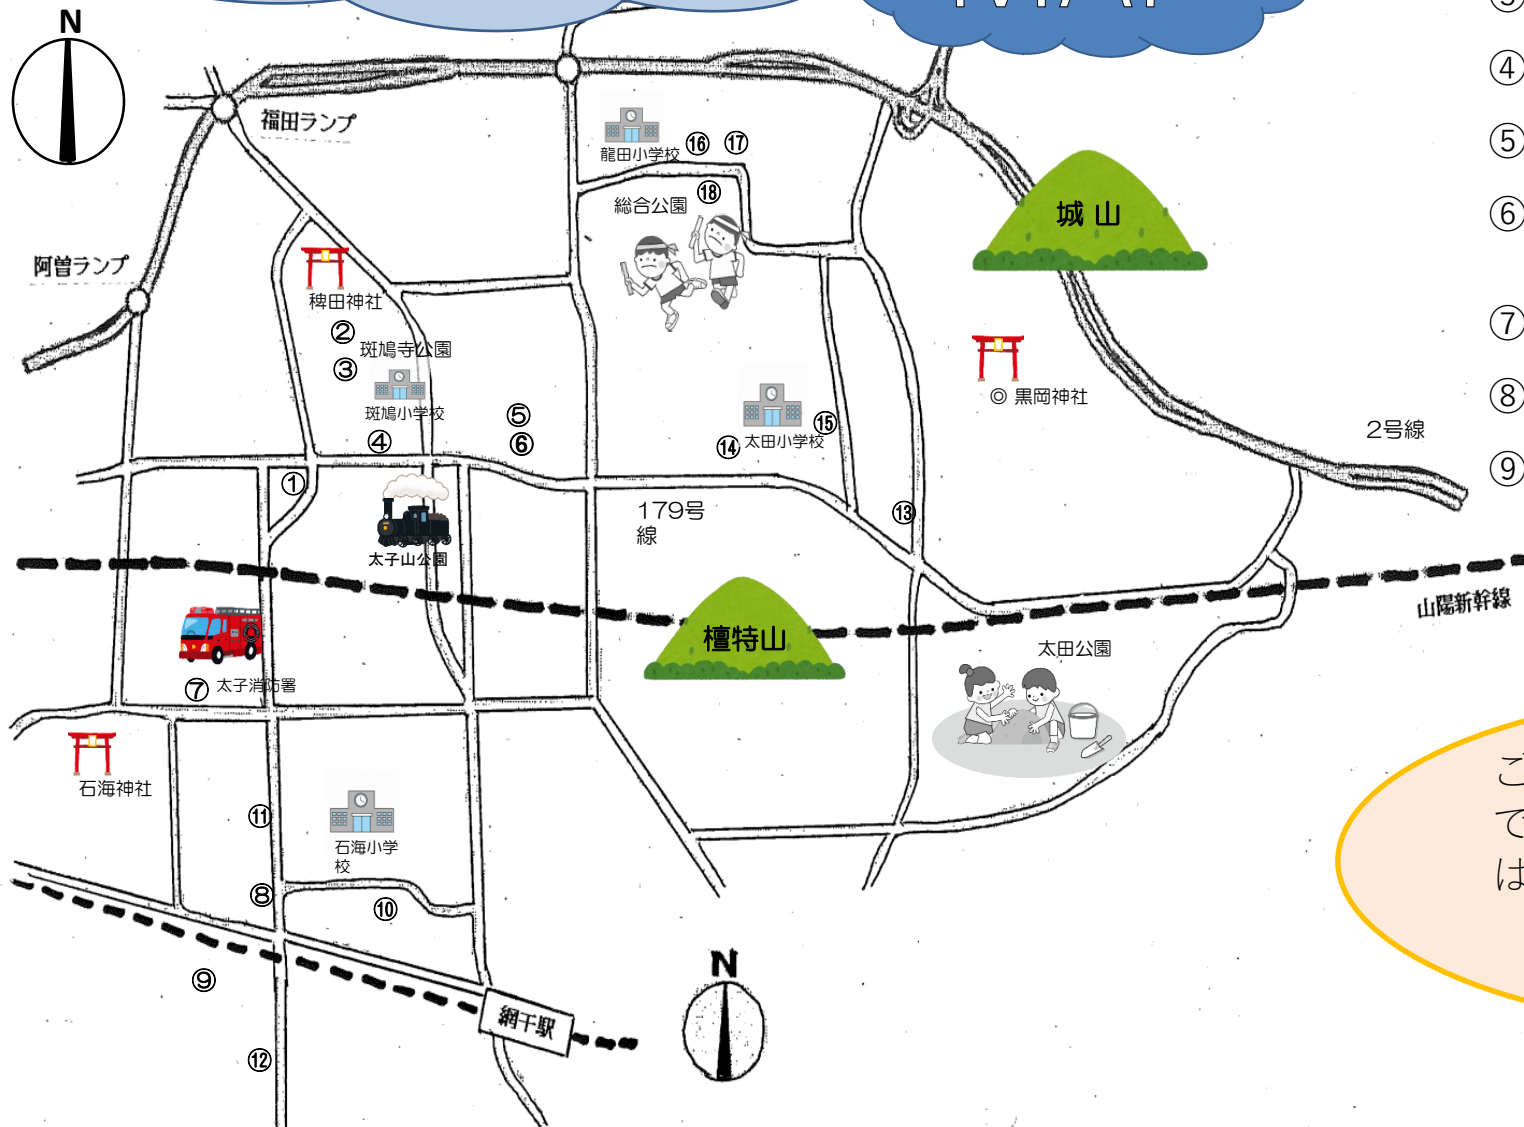 MAP
N
福田ランプ
阿曽ランプ
龍田小学校
⑯
⑰
⑱
総合公園
城 山
稗田神社
②
斑鳩寺公園
③
斑鳩小学校
④
⑤
⑥
①
太子山公園
179号
線
太田小学校
⑭
⑮
⑬
◎ 黒岡神社
2号線
山陽新幹線
檀特山
太田公園
⑦
太子消防署
石海神社
⑪
石海小学
校
⑧
⑩
⑨
⑫
網干駅
N
④
⑤
⑥
⑦
⑧
⑨
こ
で
は